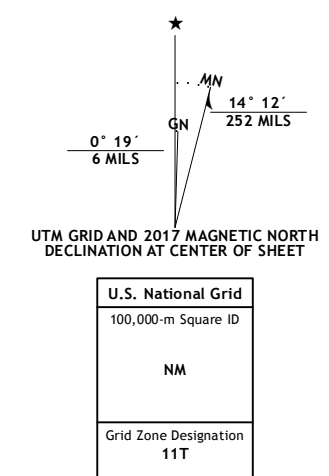 MN
14° 12´
252 MILS
GN
0° 19´
6 MILS
UTM GRID AND 2017 MAGNETIC NORTH
DECLINATION AT CENTER OF SHEET
U.S. National Grid
100,000-m Square ID
NM
Grid Zone Designation
11T